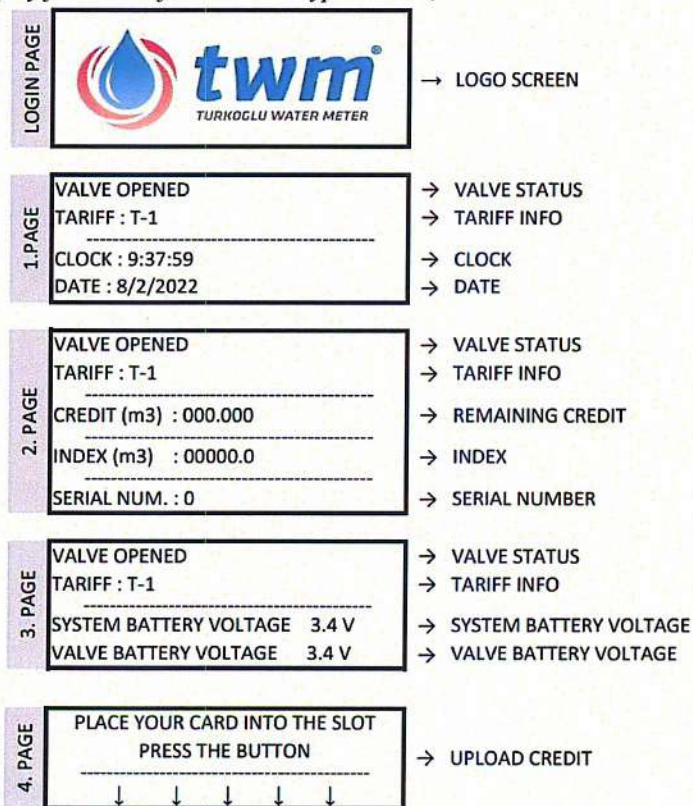 LOGIN PAGE
twm®
TURKOGLU WATER METER
→ LOGO SCREEN
1.PAGE
VALVE OPENED → VALVE STATUS
TARIFF : T-1 → TARIFF INFO
CLOCK : 9:37:59 → CLOCK
DATE : 8/2/2022 → DATE
2. PAGE
VALVE OPENED → VALVE STATUS
TARIFF : T-1 → TARIFF INFO
CREDIT (m3) : 000.000 → REMAINING CREDIT
INDEX (m3) : 00000.0 → INDEX
SERIAL NUM. : 0 → SERIAL NUMBER
3. PAGE
VALVE OPENED → VALVE STATUS
TARIFF : T-1 → TARIFF INFO
SYSTEM BATTERY VOLTAGE 3.4 V → SYSTEM BATTERY VOLTAGE
VALVE BATTERY VOLTAGE 3.4 V → VALVE BATTERY VOLTAGE
4. PAGE
PLACE YOUR CARD INTO THE SLOT
PRESS THE BUTTON → UPLOAD CREDIT
↓ ↓ ↓ ↓ ↓